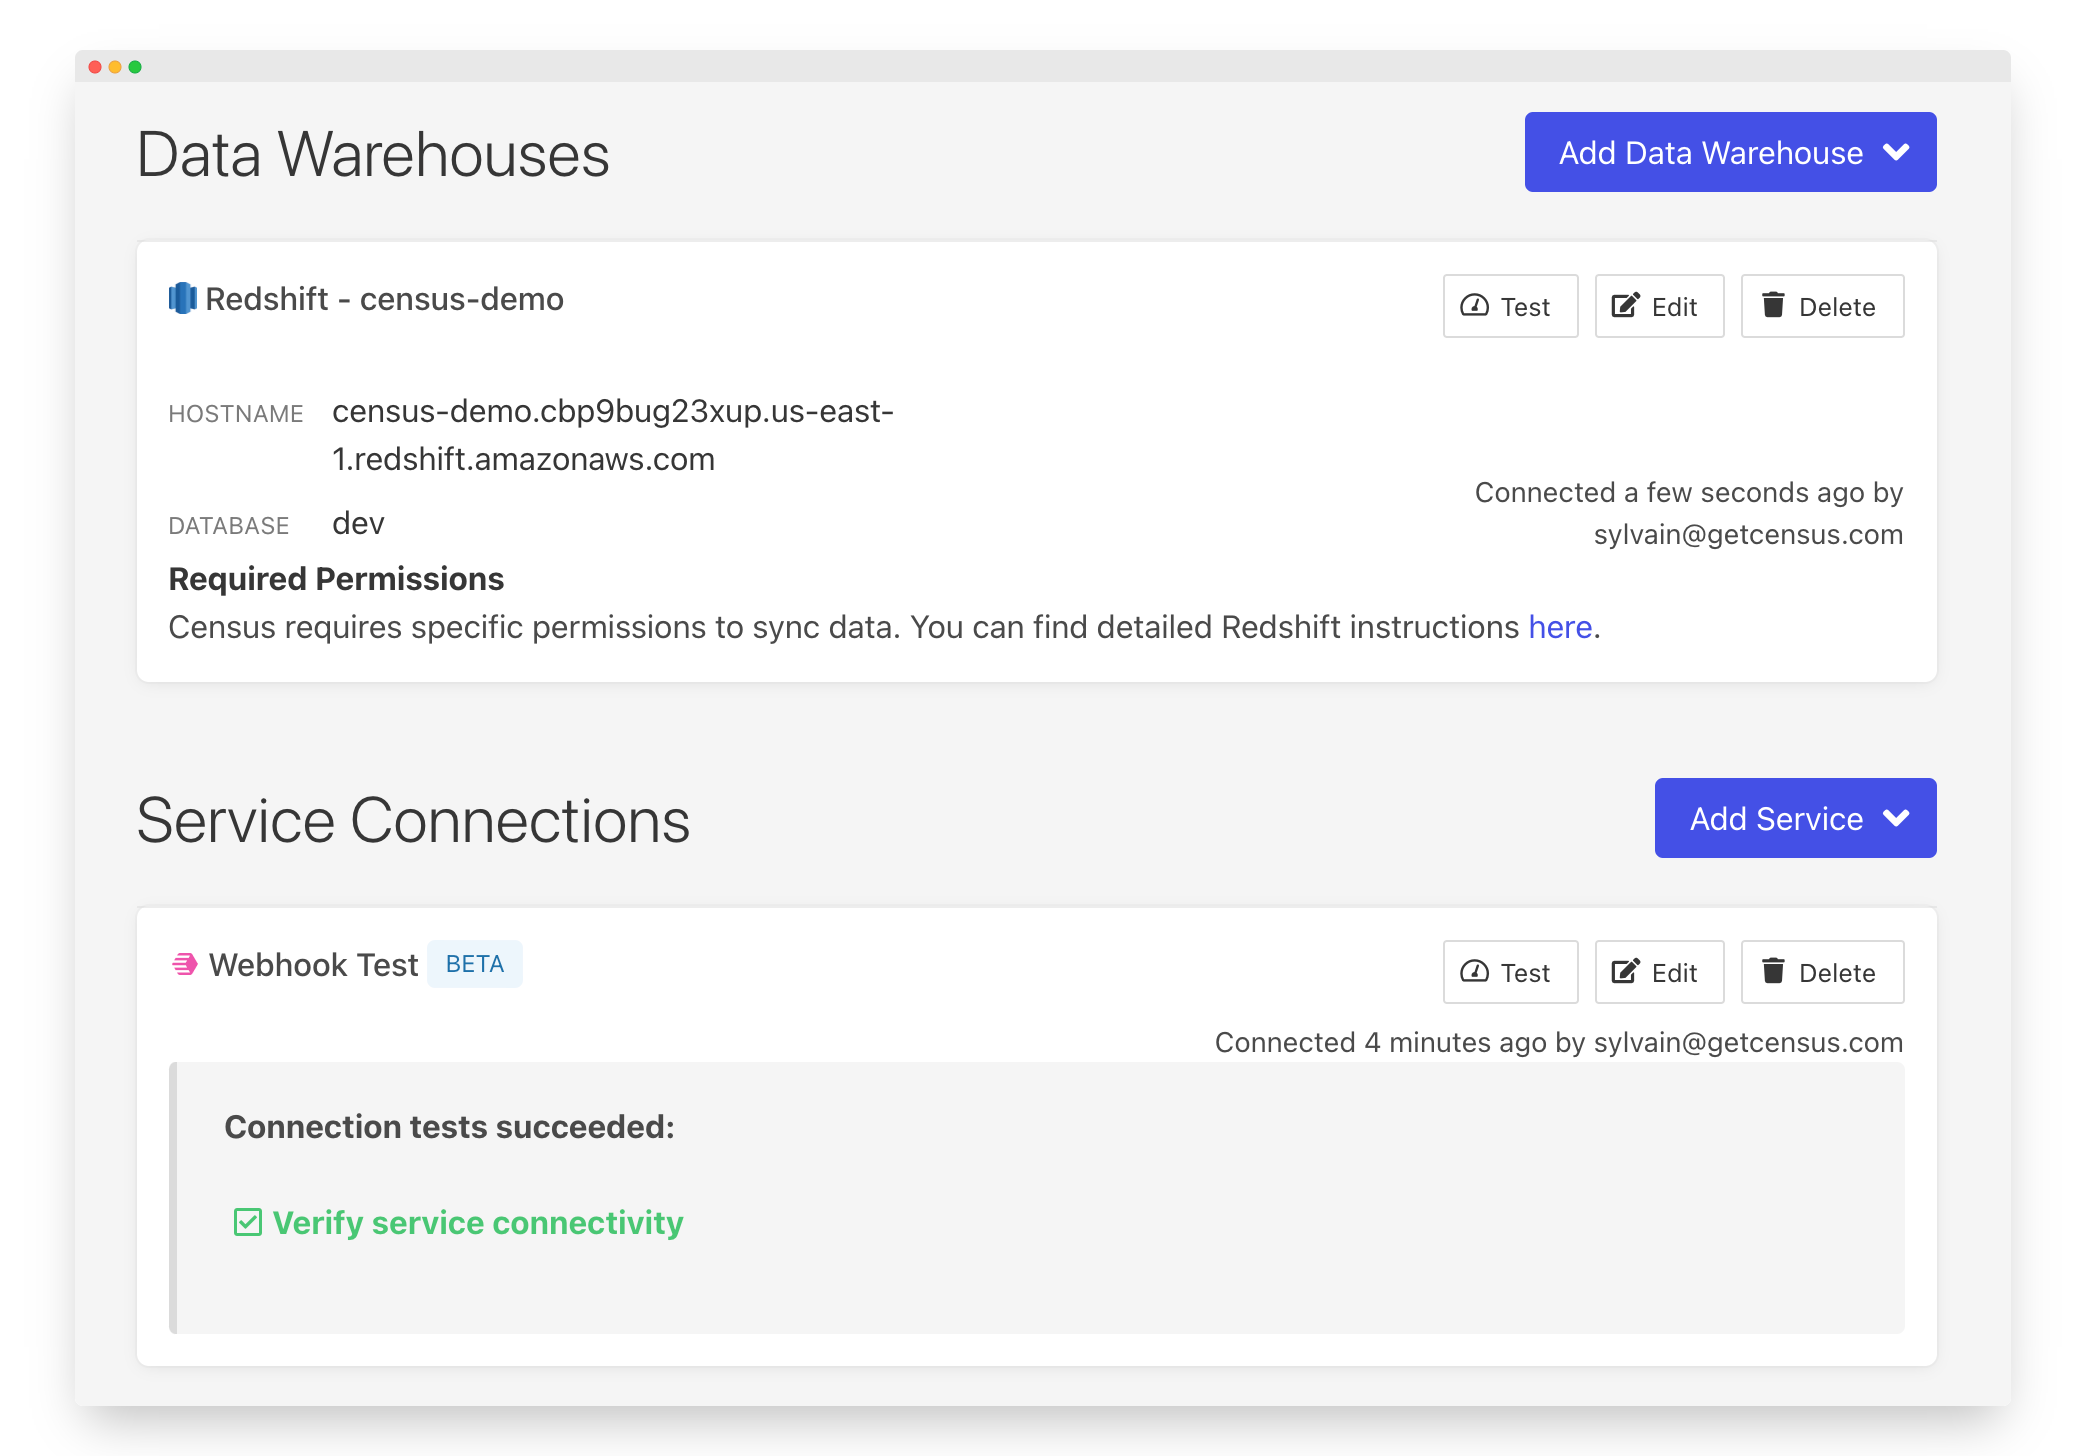 Data Warehouses
Add Data Warehouse
Redshift - census-demo
Test
Edit
Delete
HOSTNAME census-demo.cbp9bug23xup.us-east-
1.redshift.amazonaws.com
Connected a few seconds ago by
sylvain@getcensus.com
DATABASE dev
Required Permissions
Census requires specific permissions to sync data. You can find detailed Redshift instructions here.
Service Connections
Add Service
Webhook Test BETA
Test
Edit
Delete
Connected 4 minutes ago by sylvain@getcensus.com
Connection tests succeeded:
Verify service connectivity